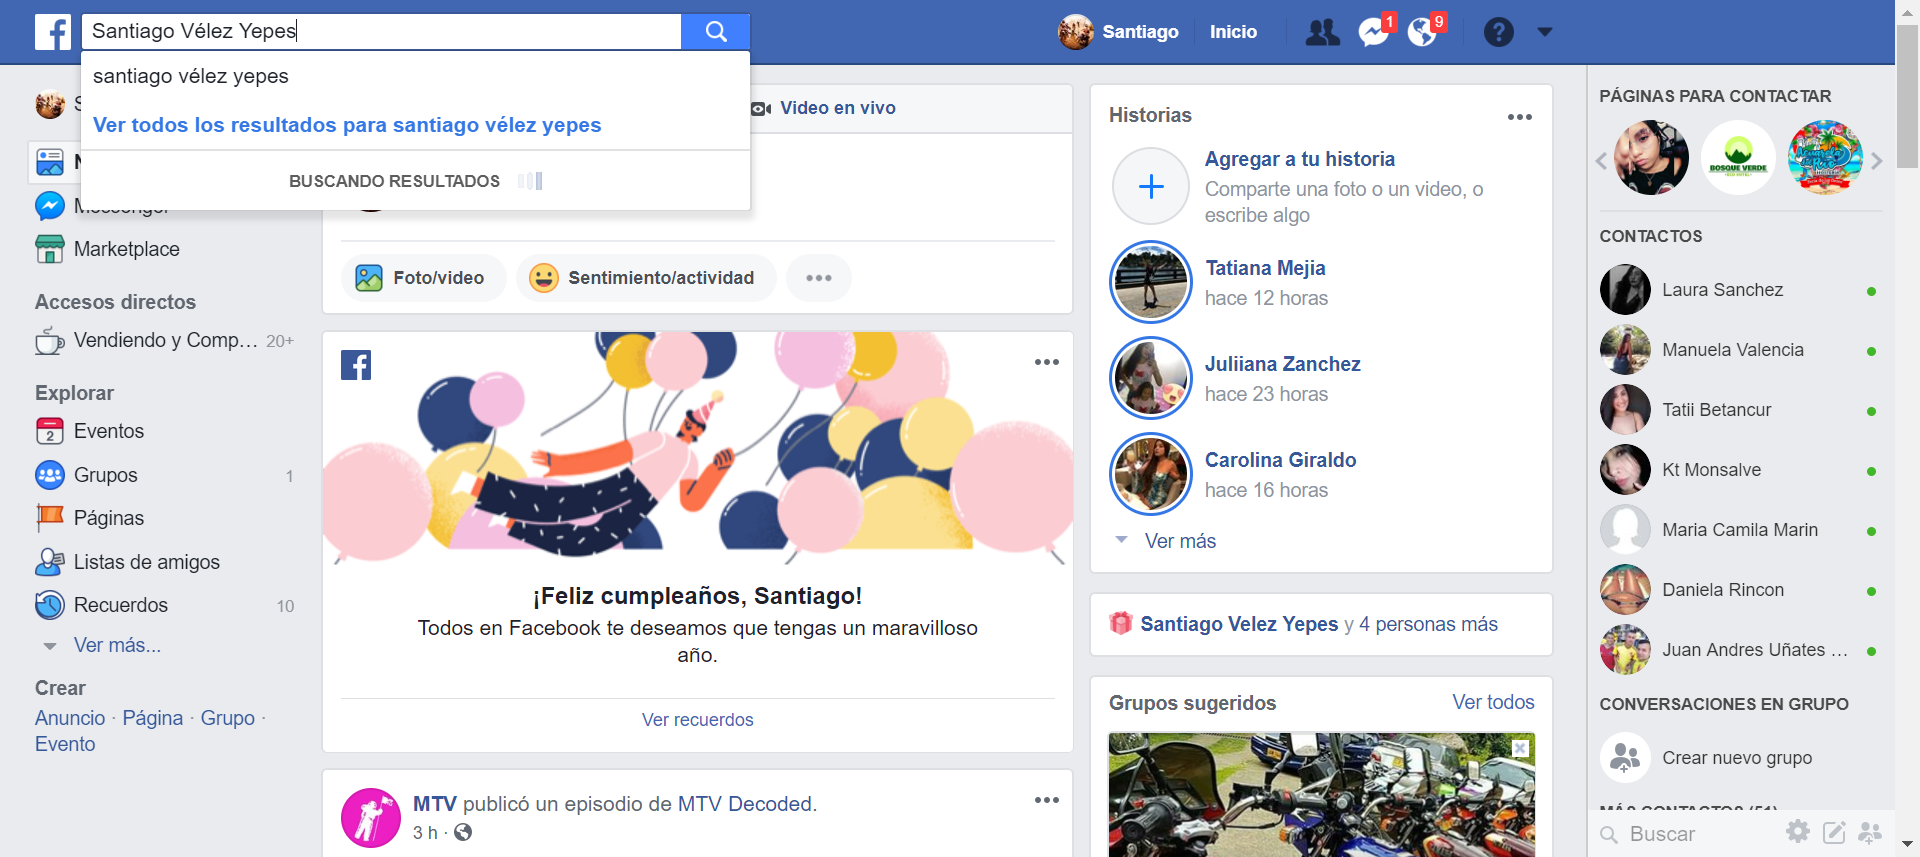 Santiago Vélez Yepes
Santiago
Inicio
1
9
santiago vélez yepes
Ver todos los resultados para santiago vélez yepes
BUSCANDO RESULTADOS
Messenger
Marketplace
Accesos directos
Vendiendo y Comp... 20+
Explorar
Eventos
Grupos 1
Páginas
Listas de amigos
Recuerdos 10
Ver más...
Crear
Anuncio · Página · Grupo ·
Evento
Video en vivo
Foto/video
Sentimiento/actividad
¡Feliz cumpleaños, Santiago!
Todos en Facebook te deseamos que tengas un maravilloso
año.
Ver recuerdos
MTV publicó un episodio de MTV Decoded.
3 h ·
Historias
Agregar a tu historia
Comparte una foto o un video, o
escribe algo
Tatiana Mejia
hace 12 horas
Juliiana Zanchez
hace 23 horas
Carolina Giraldo
hace 16 horas
Ver más
Santiago Velez Yepes y 4 personas más
Grupos sugeridos
Ver todos
PÁGINAS PARA CONTACTAR
BOSQUE VERDE
CONTACTOS
Laura Sanchez
Manuela Valencia
Tatii Betancur
Kt Monsalve
Maria Camila Marin
Daniela Rincon
Juan Andres Uñates ...
CONVERSACIONES EN GRUPO
Crear nuevo grupo
MÁS CONTACTOS (51)
Buscar